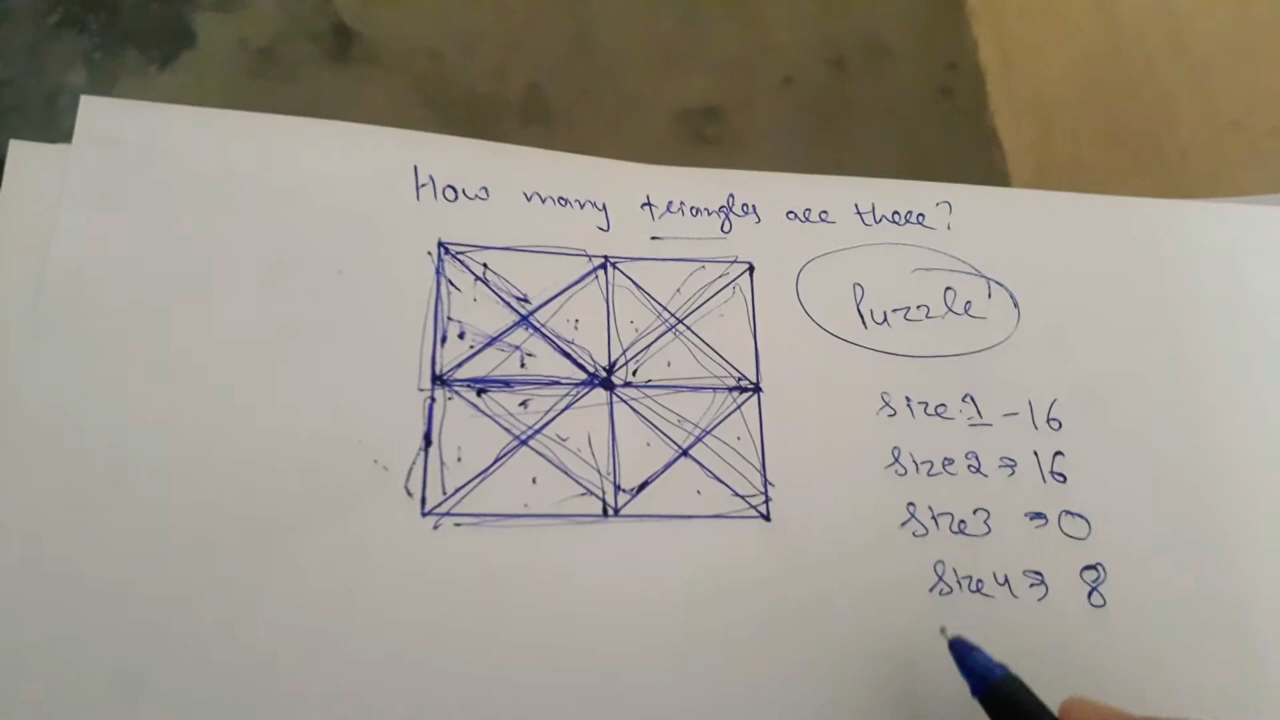 How many triangles are there?
Puzzle
Size 1 - 16
Size 2 → 16
Size 3 → 0
Size 4 → 8